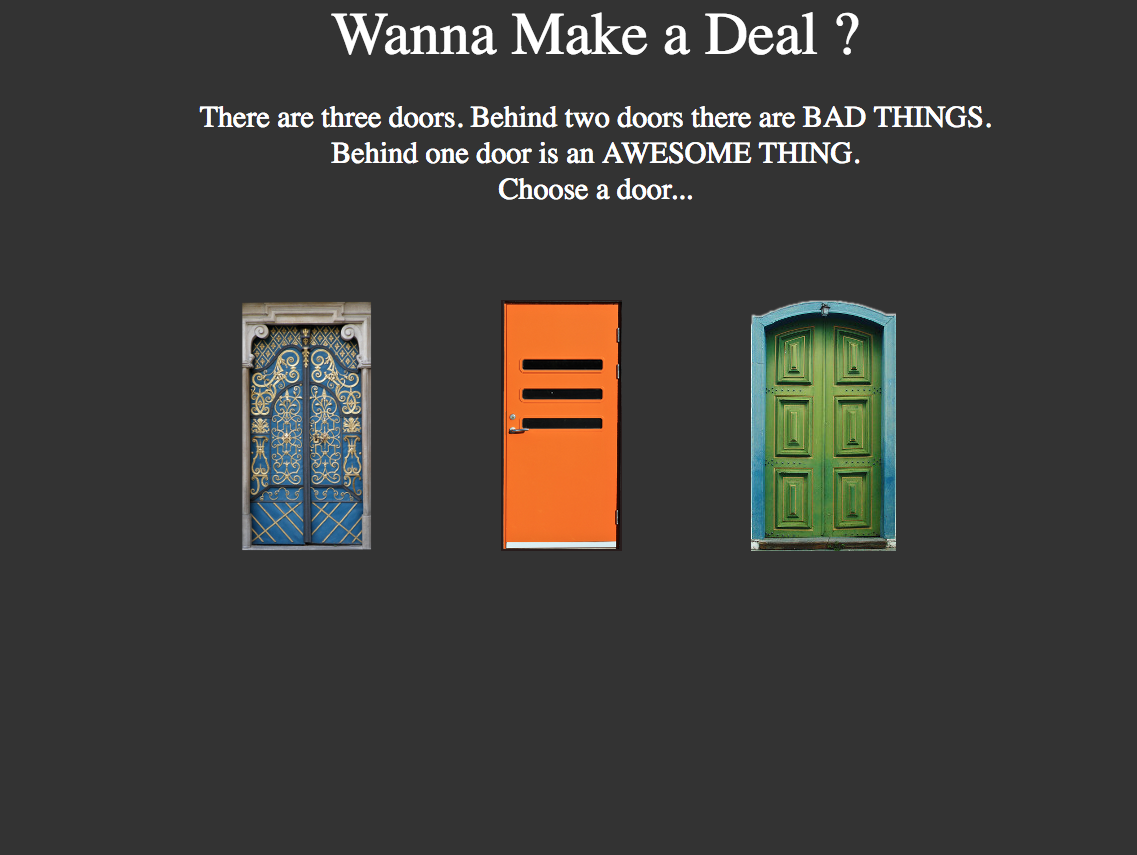 Wanna Make a Deal ?
There are three doors. Behind two doors there are BAD THINGS.
Behind one door is an AWESOME THING.
Choose a door...